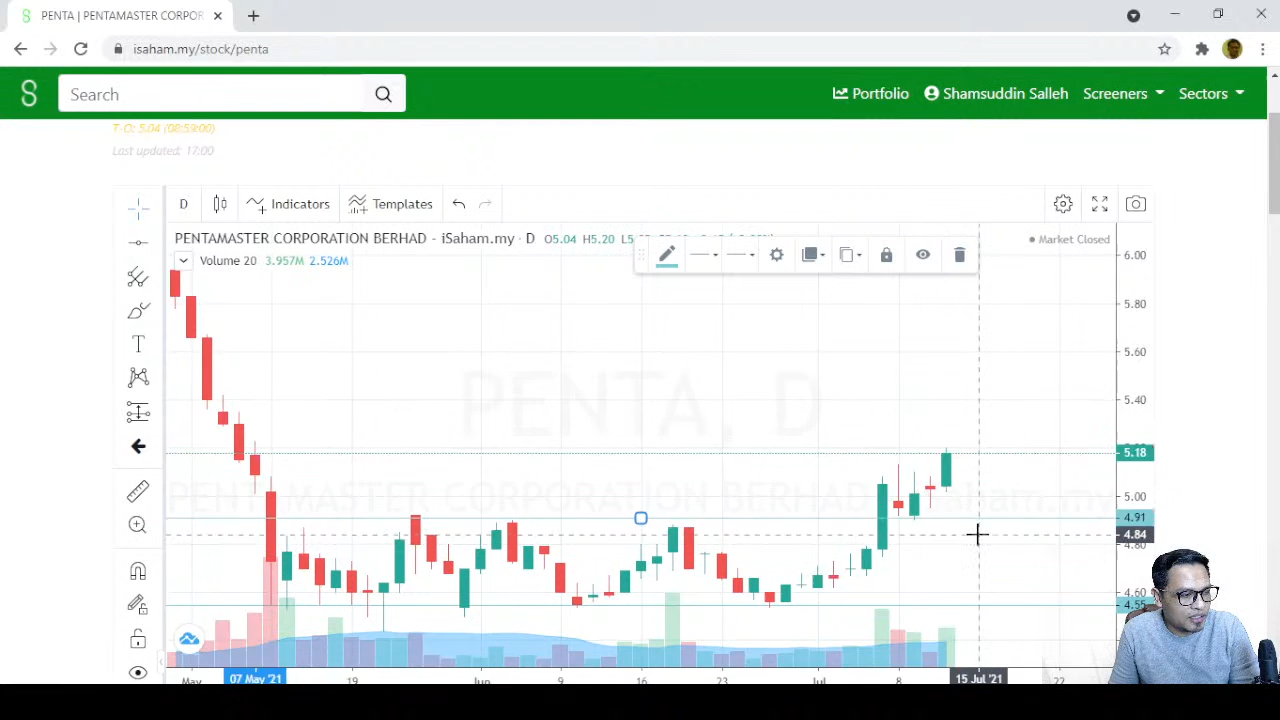 PENTA | PENTAMASTER CORPOR
isaham.my/stock/penta
Search
Portfolio
Shamsuddin Salleh
Screeners
Sectors
T-O: 5.04 (08:59:00)
Last updated: 17:00
D
Indicators
Templates
PENTAMASTER CORPORATION BERHAD - iSaham.my · D O5.04 H5.20
Market Closed
Volume 20 3.957M 2.526M
6.00
5.80
5.60
5.40
5.18
5.00
4.91
4.84
4.80
4.60
4.55
PENTA, D
PENTAMASTER CORPORATION BERHAD - iSaham.my
May
07 May '21
19
Jun
9
16
23
Jul
8
15 Jul '21
22